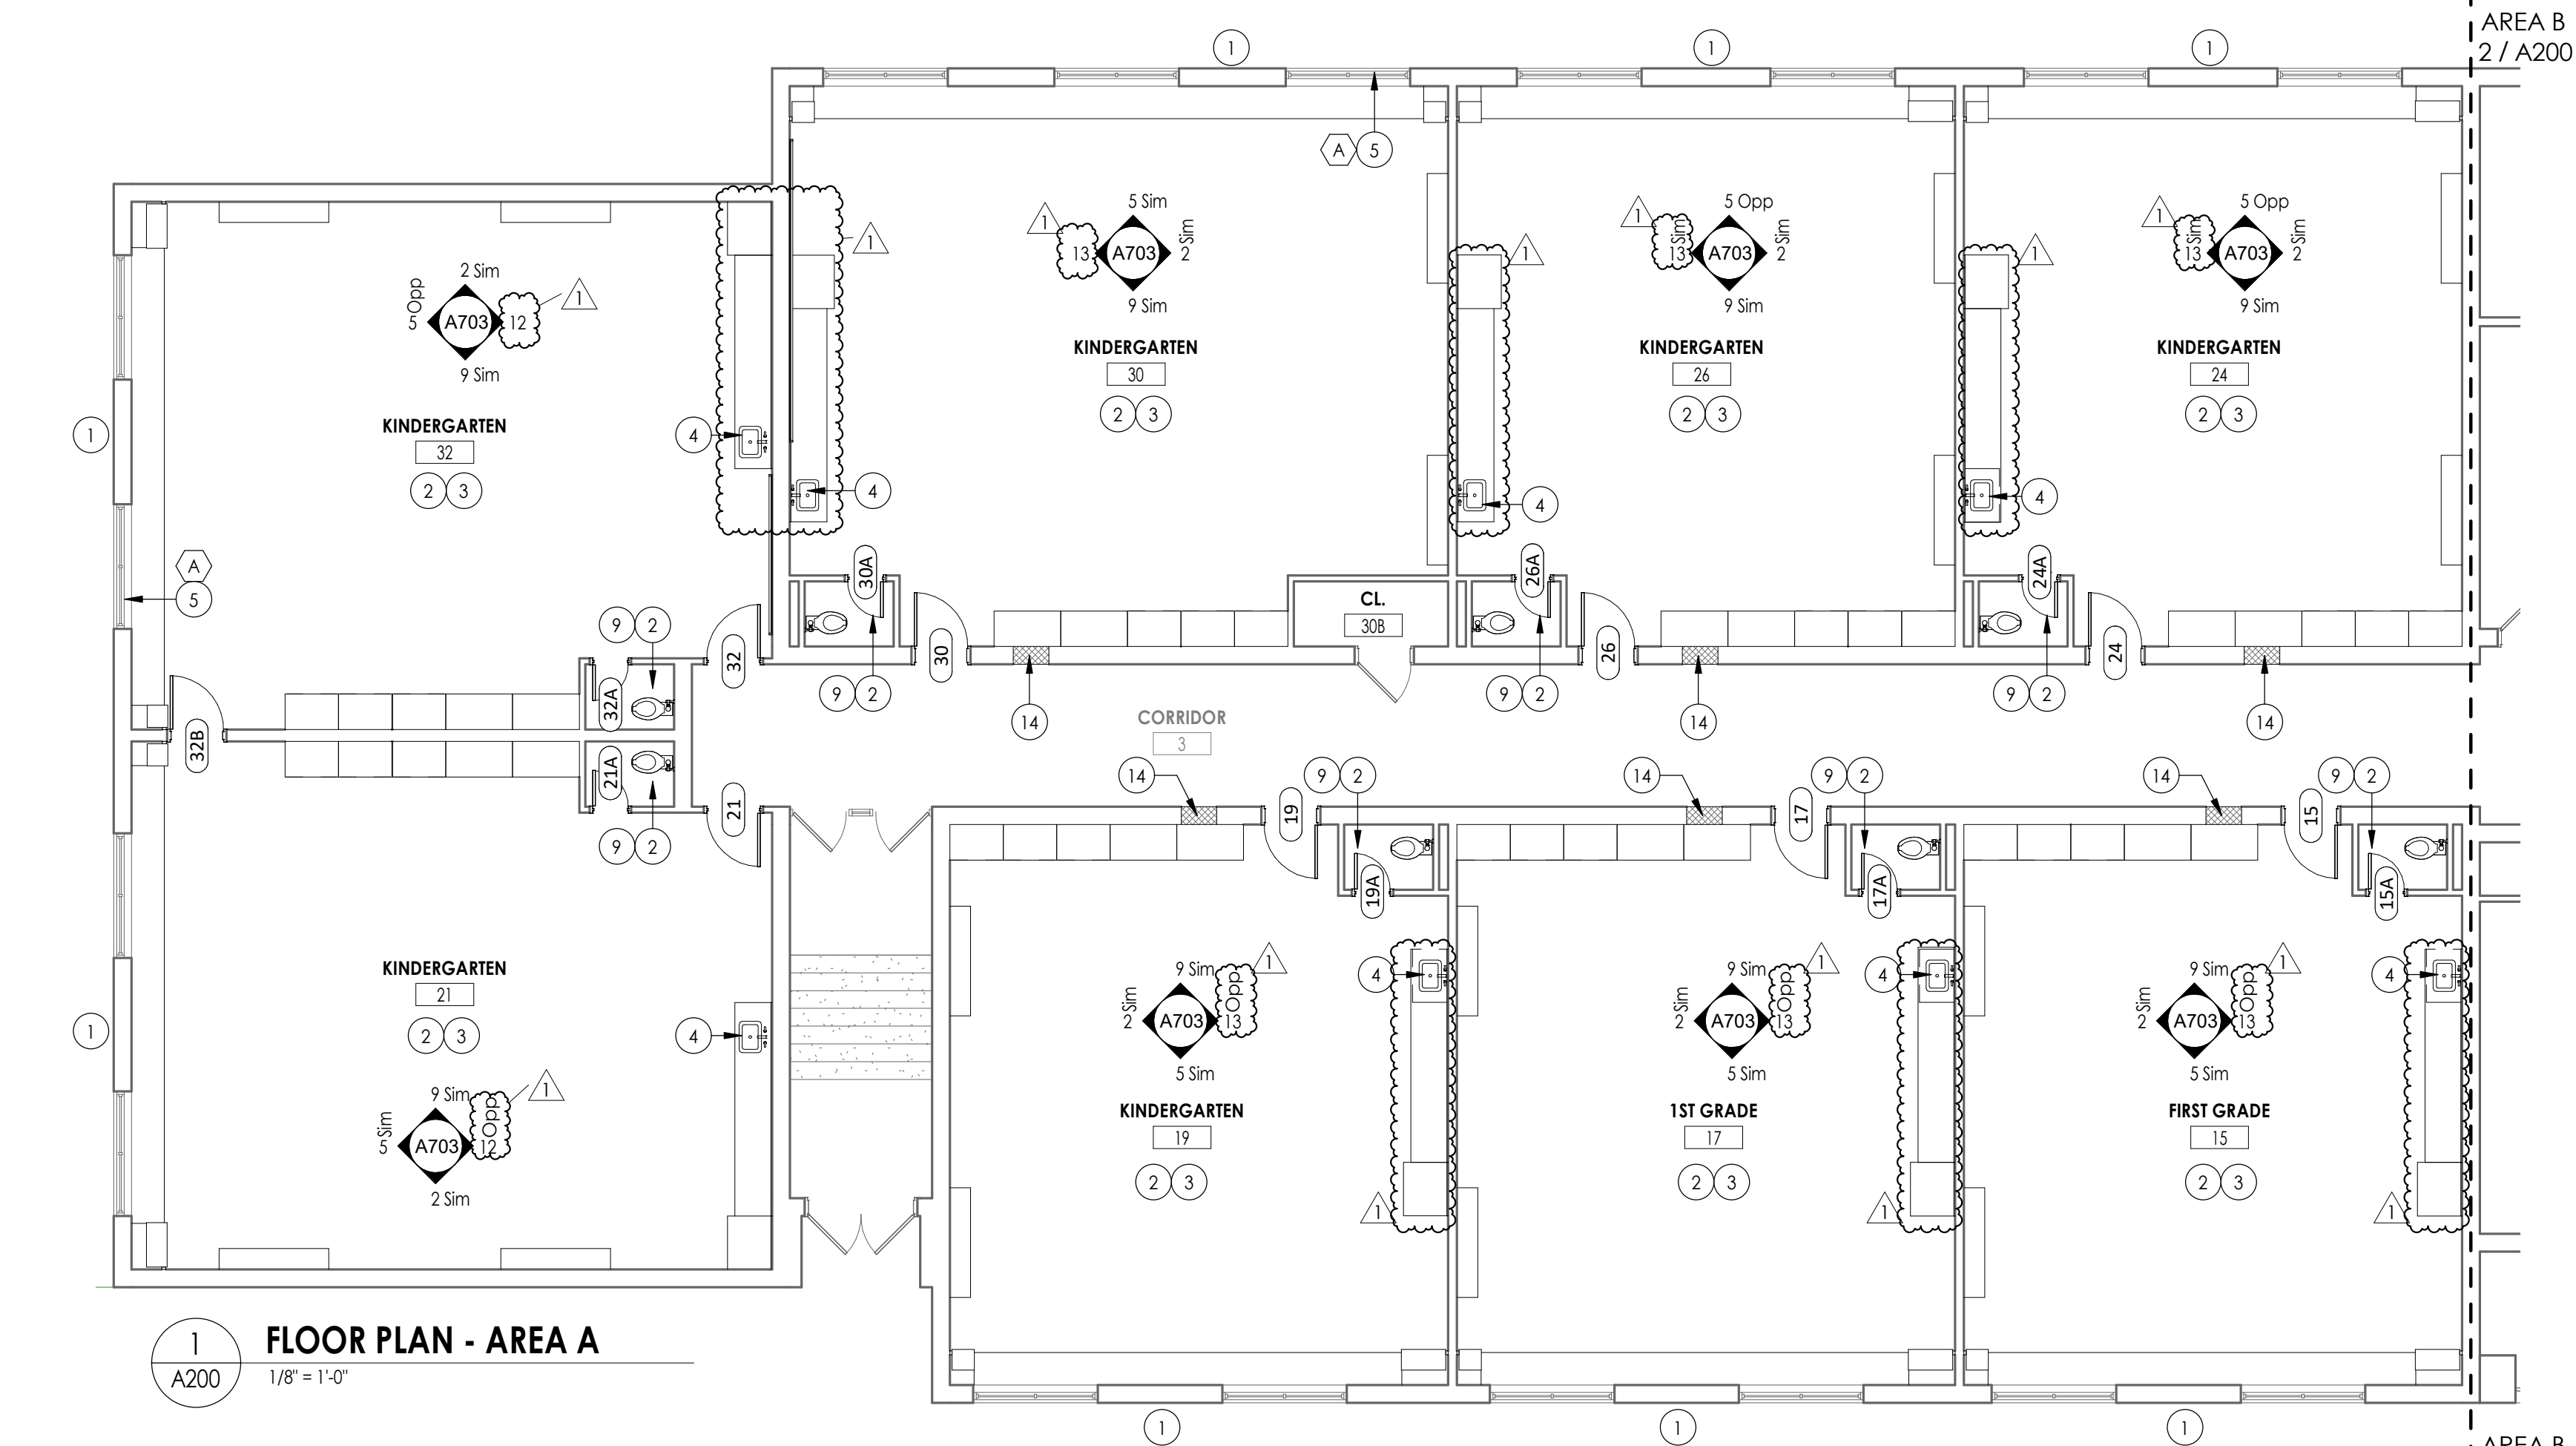 AREA B
2 / A200
1
1
1
A
5
5 Sim
1
13
A703
2 Sim
9 Sim
1
KINDERGARTEN
30
2
3
5 Opp
1
13 Sim
A703
2 Sim
9 Sim
1
KINDERGARTEN
26
2
3
5 Opp
1
13 Sim
A703
2 Sim
9 Sim
1
KINDERGARTEN
24
2
3
2 Sim
5 Opp
A703
12
1
9 Sim
1
KINDERGARTEN
32
2
3
4
4
4
4
A
5
9
2
32
30A
30
CL.
30B
26A
26
24A
24
9
2
9
2
9
2
14
14
14
32A
32B
21A
21
9
2
CORRIDOR
3
14
9
2
19
14
9
2
17
14
9
2
15
19A
17A
15A
KINDERGARTEN
21
2
3
1
4
9 Sim
5 Sim
A703
12 Opp
1
2 Sim
9 Sim
2 Sim
A703
13 Opp
1
5 Sim
4
KINDERGARTEN
19
2
3
1
9 Sim
2 Sim
A703
13 Opp
1
5 Sim
4
1ST GRADE
17
2
3
1
9 Sim
2 Sim
A703
13 Opp
1
5 Sim
4
FIRST GRADE
15
2
3
1
1
A200
FLOOR PLAN - AREA A
1/8" = 1'-0"
1
1
1
AREA B